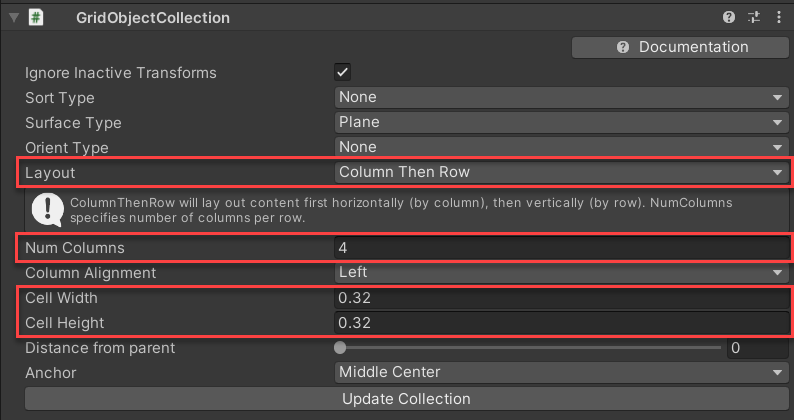 GridObjectCollection
Documentation
Ignore Inactive Transforms
Sort Type None
Surface Type Plane
Orient Type None
Layout Column Then Row
ColumnThenRow will lay out content first horizontally (by column), then vertically (by row). NumColumns
specifies number of columns per row.
Num Columns 4
Column Alignment Left
Cell Width 0.32
Cell Height 0.32
Distance from parent 0
Anchor Middle Center
Update Collection